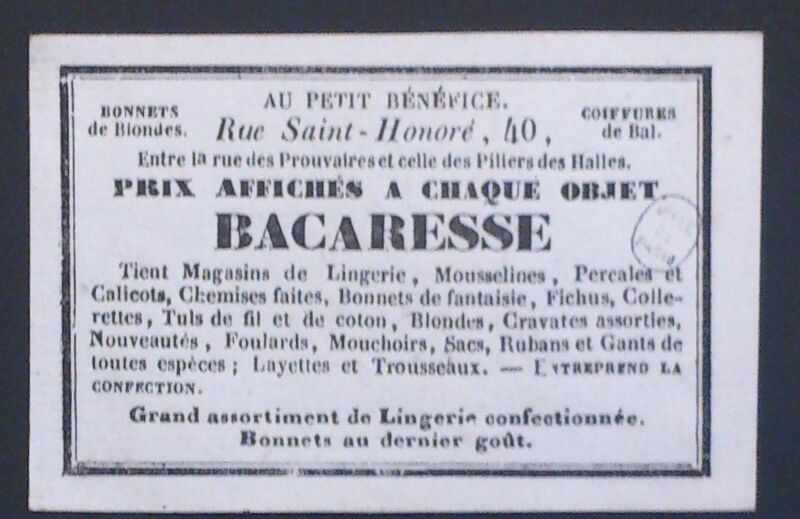 AU PETIT BÉNÉFICE.
BONNETS
de Blondes.
Rue Saint-Honoré, 40,
COIFFURES
de Bal.
Entre la rue des Prouvaires et celle des Piliers des Halles.
PRIX AFFICHÉS A CHAQUE OBJET
BACARESSE
Tient Magasins de Lingerie, Mousselines, Percales et
Calicots, Chemises faites, Bonnets de fantaisie, Fichus, Colle-
rettes, Tuls de fil et de coton, Blondes, Cravates assorties,
Nouveautés, Foulards, Mouchoirs, Sacs, Rubans et Gants de
toutes espèces; Layettes et Trousseaux. — ENTREPREND LA
CONFECTION.
Grand assortiment de Lingerie confectionnée.
Bonnets au dernier goût.